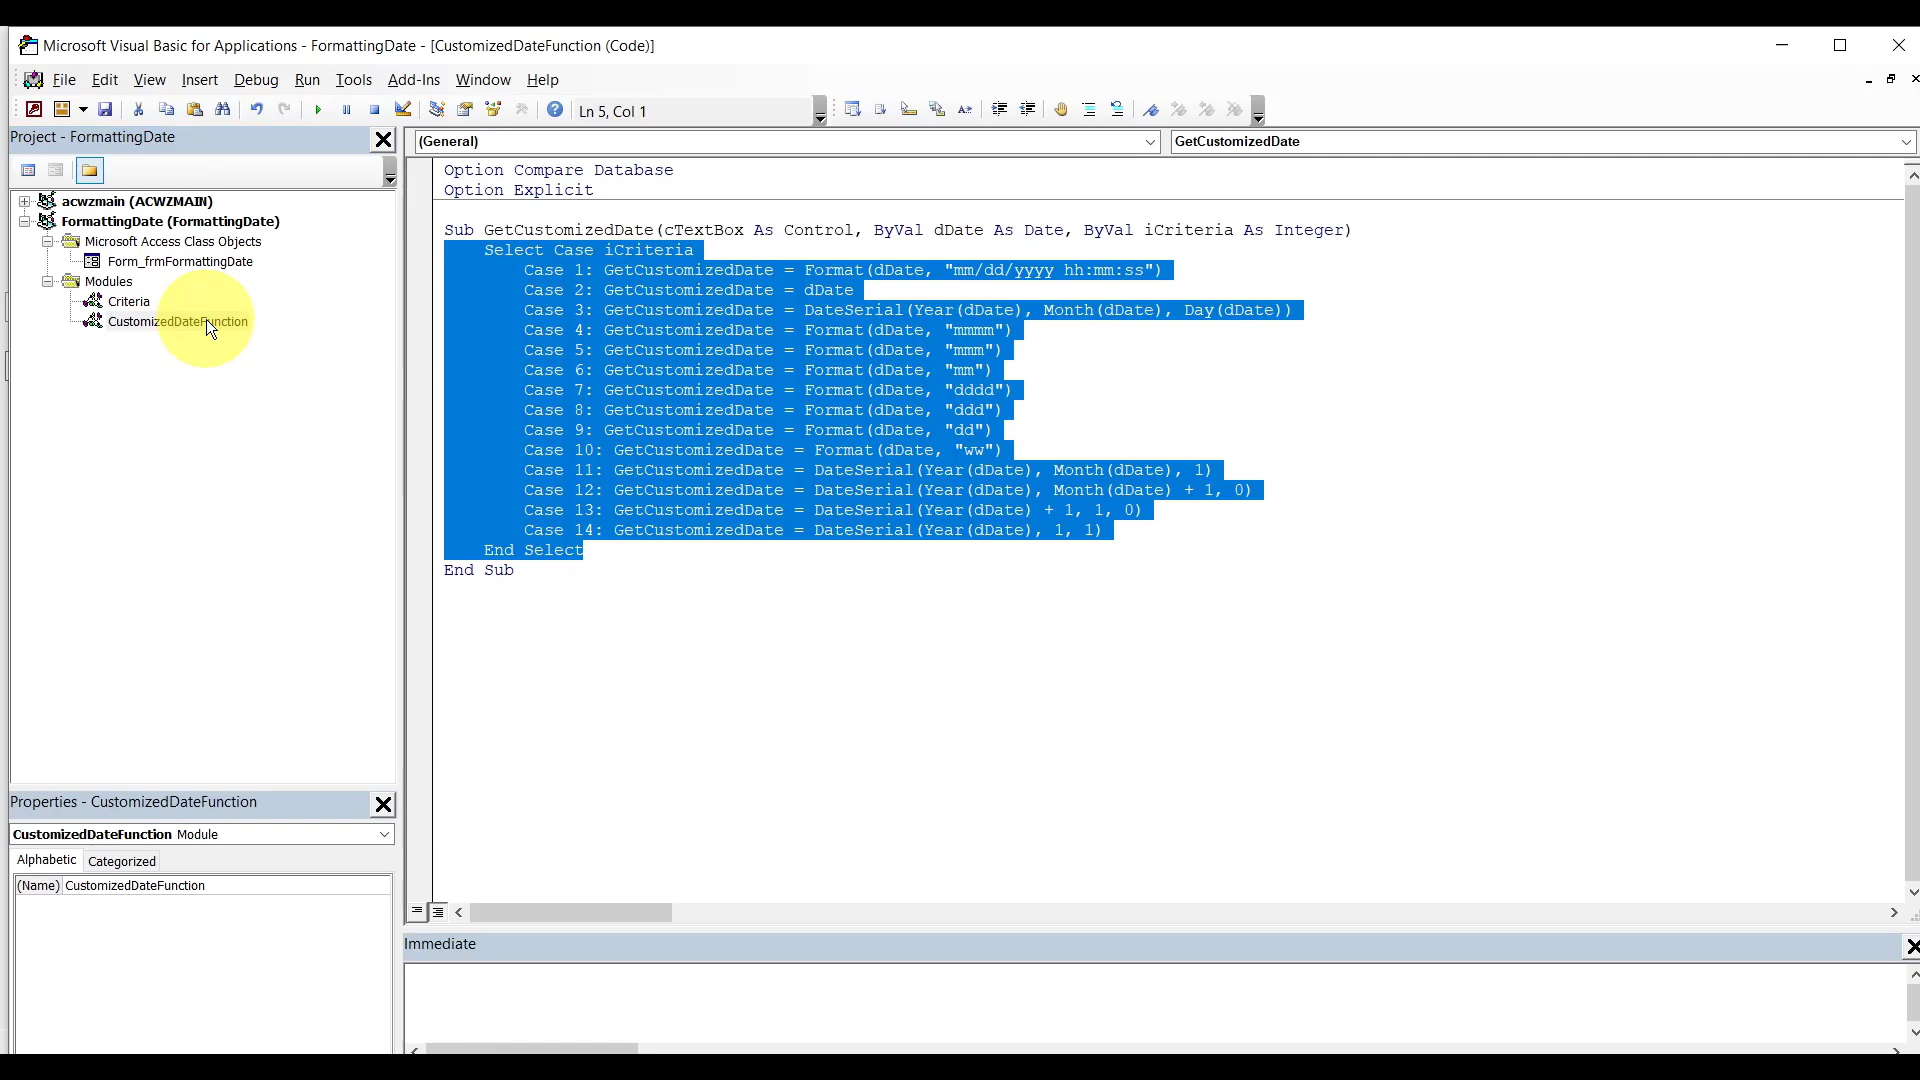 Microsoft Visual Basic for Applications - FormattingDate - [CustomizedDateFunction (Code)]
File Edit View Insert Debug Run Tools Add-Ins Window Help
Ln 5, Col 1
Project - FormattingDate
(General)
GetCustomizedDate
acwzmain (ACWZMAIN)
FormattingDate (FormattingDate)
Microsoft Access Class Objects
Form_frmFormattingDate
Modules
Criteria
CustomizedDateFunction
Option Compare Database
Option Explicit
Sub GetCustomizedDate(cTextBox As Control, ByVal dDate As Date, ByVal iCriteria As Integer)
Select Case iCriteria
Case 1: GetCustomizedDate = Format(dDate, "mm/dd/yyyy hh:mm:ss")
Case 2: GetCustomizedDate = dDate
Case 3: GetCustomizedDate = DateSerial(Year(dDate), Month(dDate), Day(dDate))
Case 4: GetCustomizedDate = Format(dDate, "mmmm")
Case 5: GetCustomizedDate = Format(dDate, "mmm")
Case 6: GetCustomizedDate = Format(dDate, "mm")
Case 7: GetCustomizedDate = Format(dDate, "dddd")
Case 8: GetCustomizedDate = Format(dDate, "ddd")
Case 9: GetCustomizedDate = Format(dDate, "dd")
Case 10: GetCustomizedDate = Format(dDate, "ww")
Case 11: GetCustomizedDate = DateSerial(Year(dDate), Month(dDate), 1)
Case 12: GetCustomizedDate = DateSerial(Year(dDate), Month(dDate) + 1, 0)
Case 13: GetCustomizedDate = DateSerial(Year(dDate) + 1, 1, 0)
Case 14: GetCustomizedDate = DateSerial(Year(dDate), 1, 1)
End Select
End Sub
Properties - CustomizedDateFunction
CustomizedDateFunction Module
Alphabetic Categorized
(Name) CustomizedDateFunction
Immediate